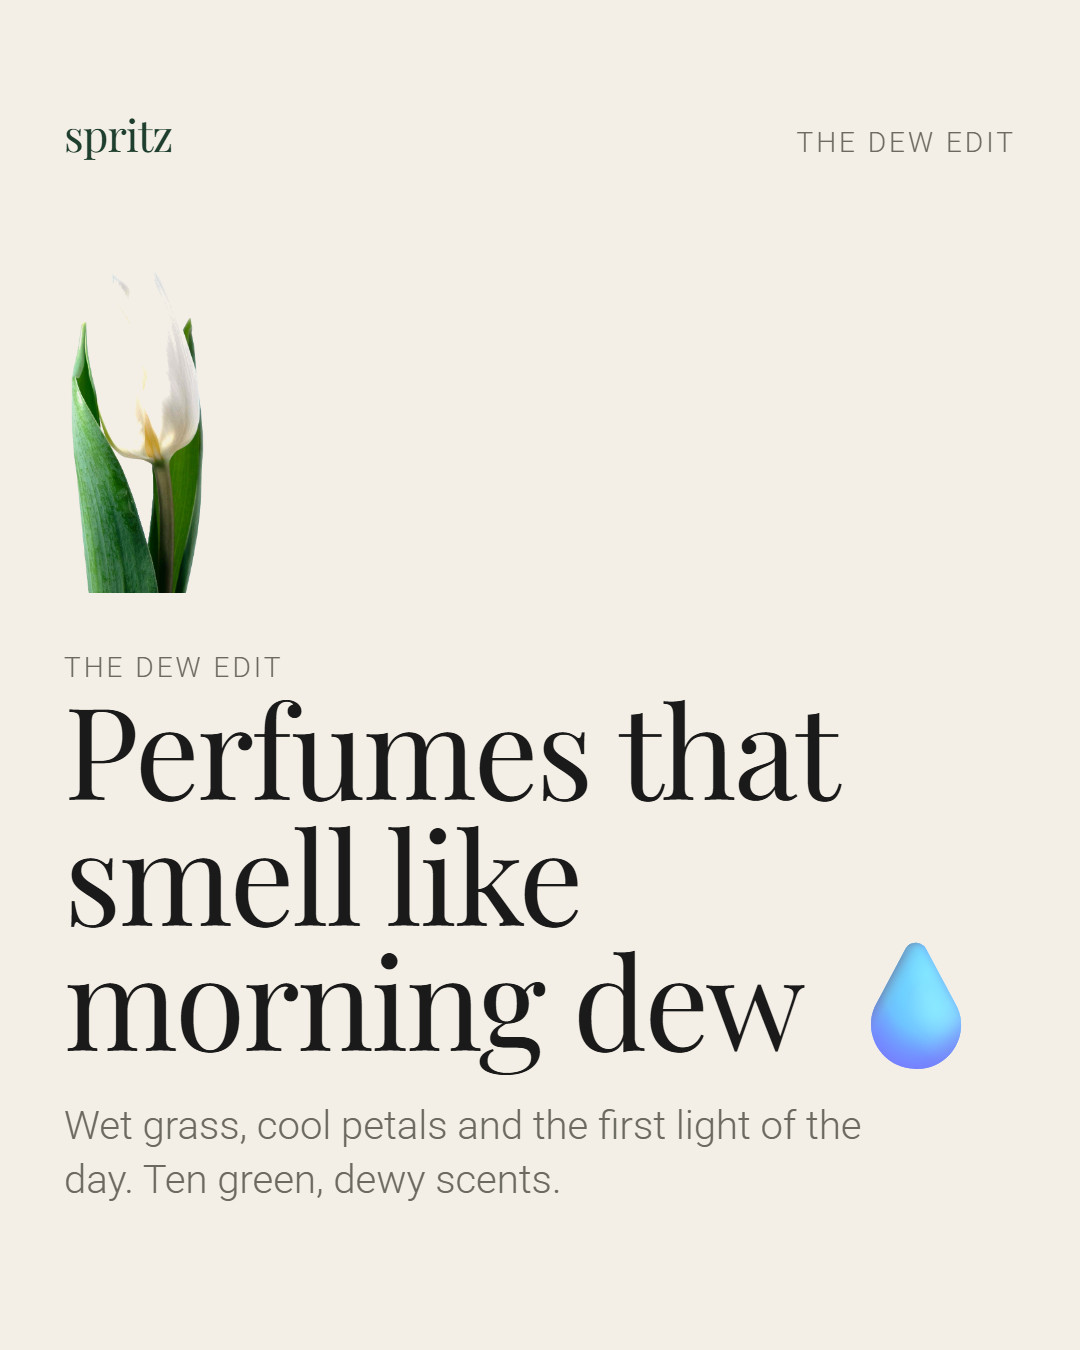 spritz
THE DEW EDIT
THE DEW EDIT
Perfumes that
smell like
morning dew 💧
Wet grass, cool petals and the first light of the
day. Ten green, dewy scents.